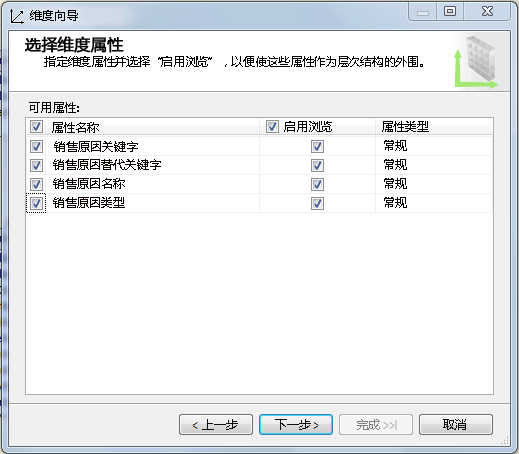 维度向导
选择维度属性
指定维度属性并选择“启用浏览”，以便使这些属性作为层次结构的外围。
可用属性:
属性名称 启用浏览 属性类型
销售原因关键字 常规
销售原因替代关键字 常规
销售原因名称 常规
销售原因类型 常规
< 上一步 下一步 > 完成 >>| 取消